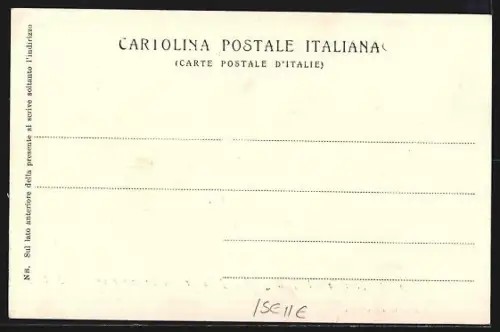 CARTOLINA POSTALE ITALIANA
(CARTE POSTALE D'ITALIE)
NB. Sul lato anteriore della presente si scrive soltanto l'indirizzo